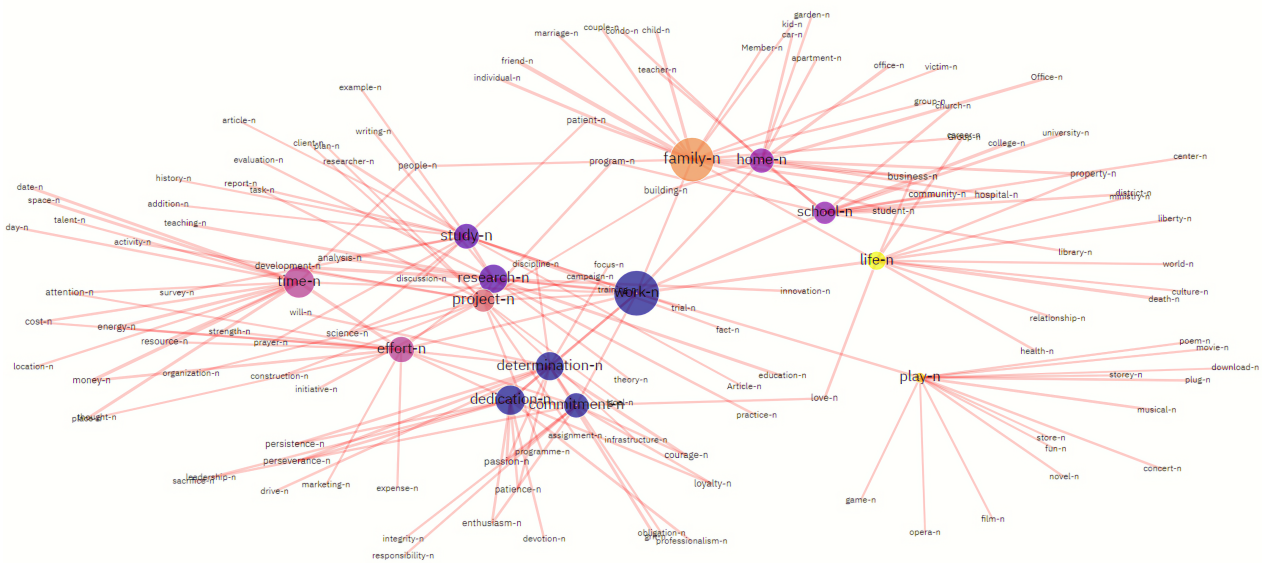 garden-n
kid-n
couple-n
condo-n
child-n
marriage-n
car-n
Member-n
apartment-n
friend-n
teacher-n
office-n
victim-n
individual-n
Office-n
example-n
group-n
church-n
article-n
patient-n
writing-n
career-n
Group-n
university-n
client-n
plan-n
college-n
evaluation-n
researcher-n
people-n
program-n
family-n
home-n
center-n
history-n
report-n
task-n
building-n
business-n
property-n
date-n
space-n
addition-n
community-n
hospital-n
district-n
ministry-n
talent-n
teaching-n
school-n
student-n
liberty-n
day-n
activity-n
study-n
library-n
development-n
analysis-n
discipline-n
focus-n
life-n
world-n
time-n
discussion-n
research-n
campaign-n
attention-n
survey-n
project-n
training-n
work-n
innovation-n
culture-n
death-n
will-n
trial-n
relationship-n
cost-n
energy-n
strength-n
science-n
fact-n
resource-n
prayer-n
effort-n
health-n
poem-n
movie-n
location-n
organization-n
determination-n
download-n
money-n
construction-n
initiative-n
theory-n
education-n
Article-n
play-n
storey-n
plug-n
dedication-n
commitment-n
love-n
musical-n
thought-n
place-n
practice-n
persistence-n
assignment-n
infrastructure-n
store-n
fun-n
perseverance-n
passion-n
programme-n
courage-n
concert-n
leadership-n
sacrifice-n
novel-n
drive-n
marketing-n
expense-n
patience-n
loyalty-n
game-n
enthusiasm-n
film-n
integrity-n
devotion-n
obligation-n
professionalism-n
opera-n
responsibility-n